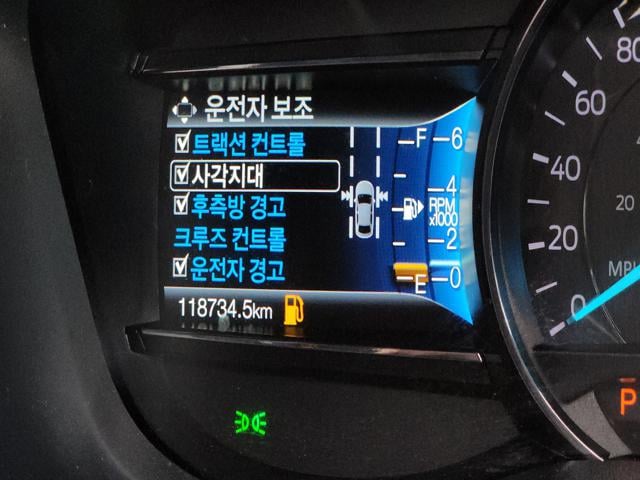 운전자 보조
트랙션 컨트롤
사각지대
후측방 경고
크루즈 컨트롤
운전자 경고
118734.5km
F
E
6
4
RPM
x1000
2
0
80
60
40
20
0
20
MPH
P